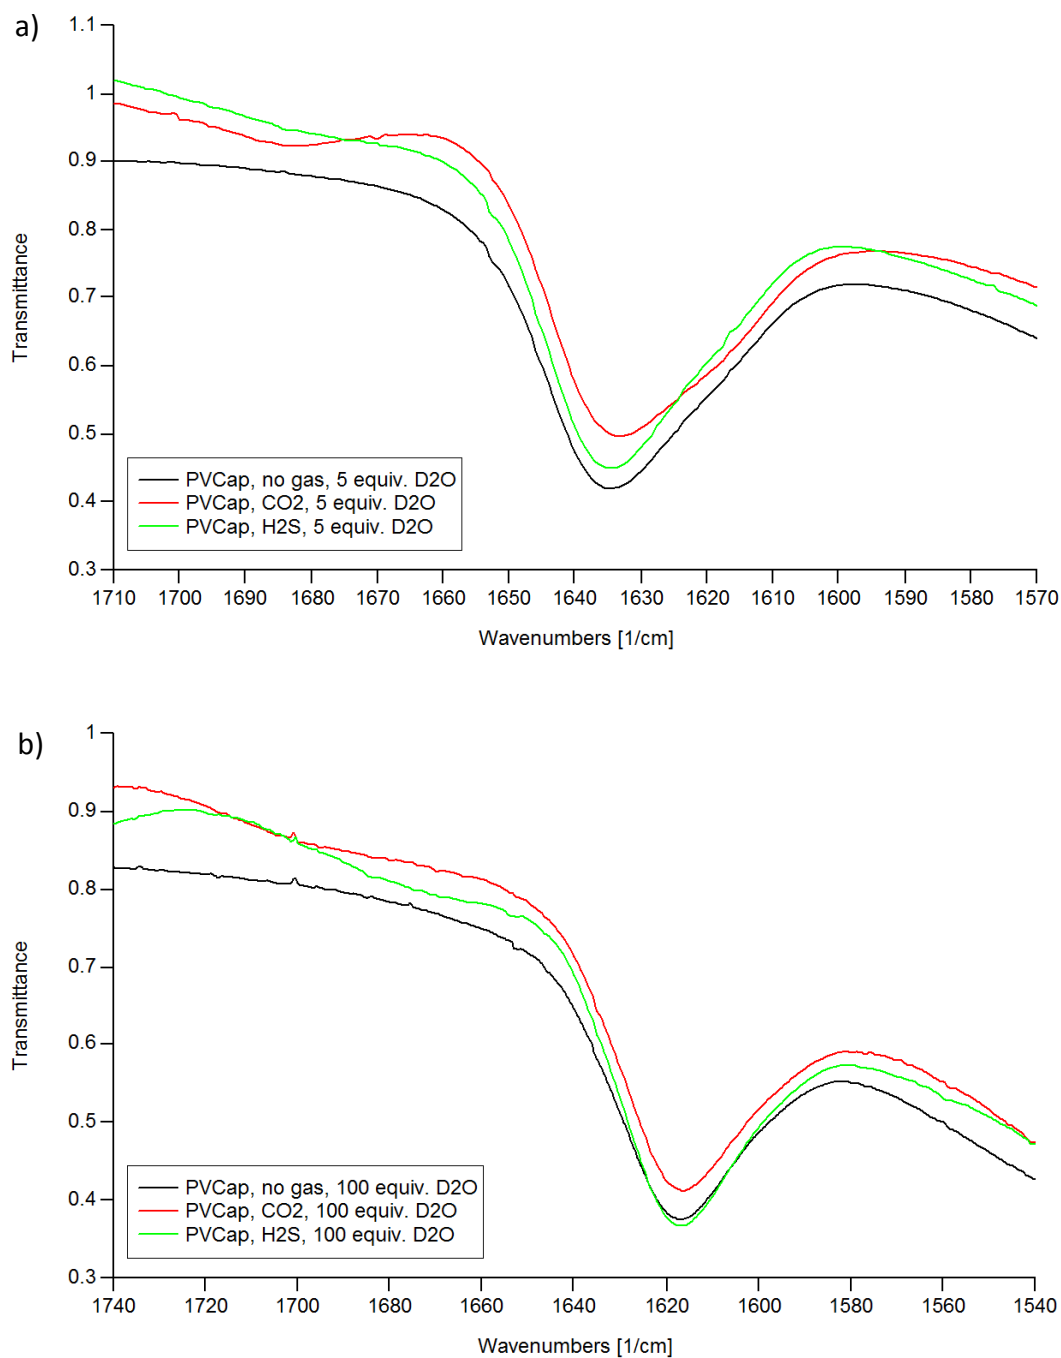 a)
1.1
1
0.9
0.8
0.7
0.6
0.5
0.4
0.3
Transmittance
PVCap, no gas, 5 equiv. D2O
PVCap, CO2, 5 equiv. D2O
PVCap, H2S, 5 equiv. D2O
1710 1700 1690 1680 1670 1660 1650 1640 1630 1620 1610 1600 1590 1580 1570
Wavenumbers [1/cm]
b)
1
0.9
0.8
0.7
0.6
0.5
0.4
0.3
Transmittance
PVCap, no gas, 100 equiv. D2O
PVCap, CO2, 100 equiv. D2O
PVCap, H2S, 100 equiv. D2O
1740 1720 1700 1680 1660 1640 1620 1600 1580 1560 1540
Wavenumbers [1/cm]